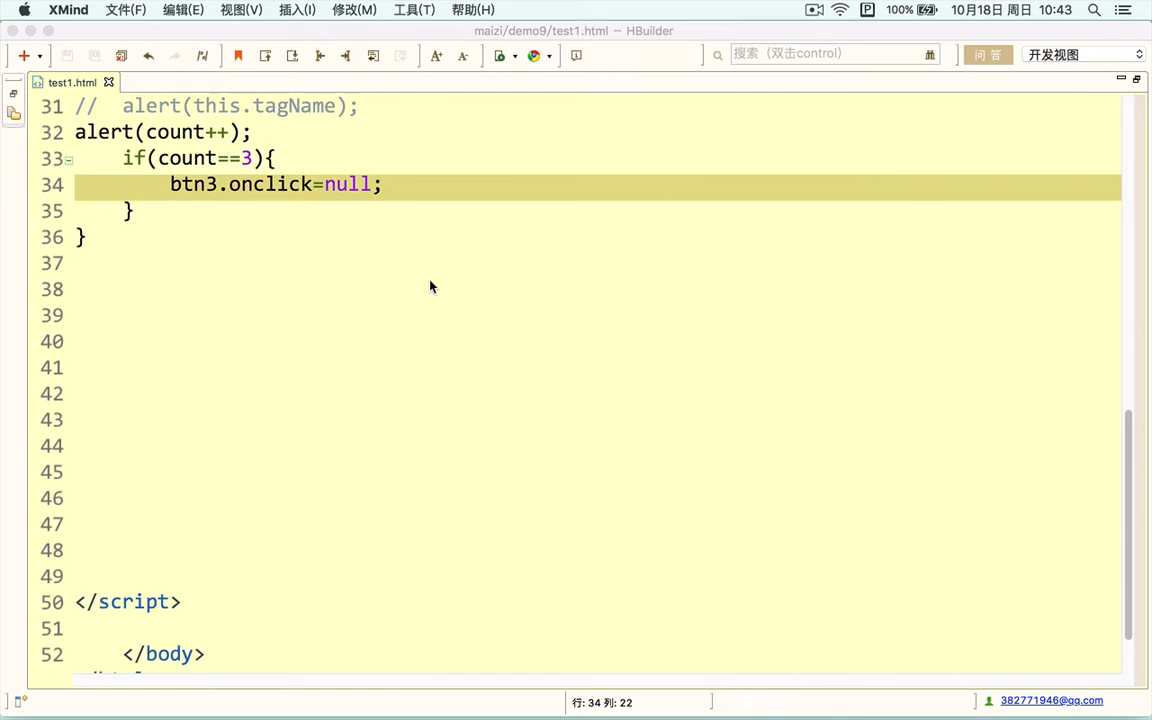 XMind 文件(F) 编辑(E) 视图(V) 插入(I) 修改(M) 工具(T) 帮助(H) P 100% 10月18日 周日 10:43
maizi/demo9/test1.html — HBuilder
搜索（双击control） 问 答 开发视图
test1.html
31 // alert(this.tagName);
32 alert(count++);
33 if(count==3){
34 btn3.onclick=null;
35 }
36 }
37
38
39
40
41
42
43
44
45
46
47
48
49
50 </script>
51
52 </body>
行: 34 列: 22 382771946@qq.com